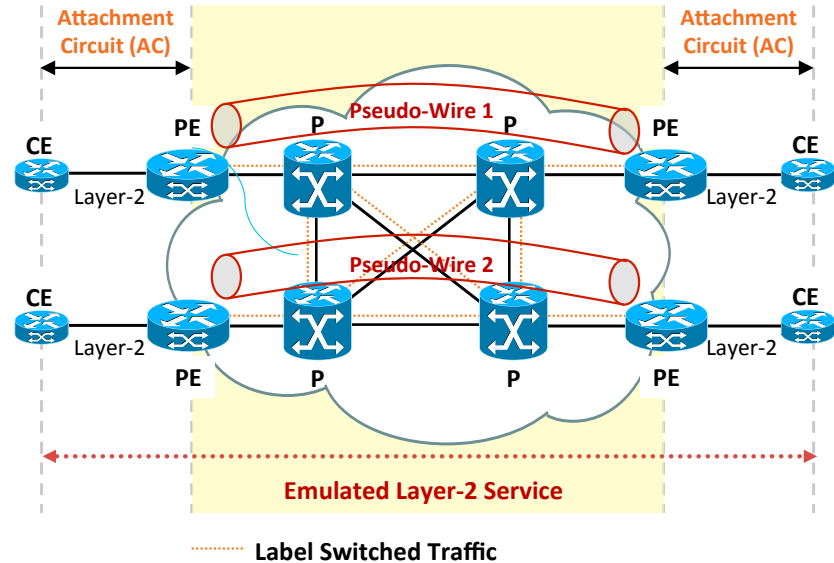 Attachment
Circuit (AC)
Attachment
Circuit (AC)
Pseudo-Wire 1
PE
P
P
PE
CE
CE
Layer-2
Layer-2
Pseudo-Wire 2
CE
CE
Layer-2
Layer-2
PE
P
P
PE
Emulated Layer-2 Service
Label Switched Traffic